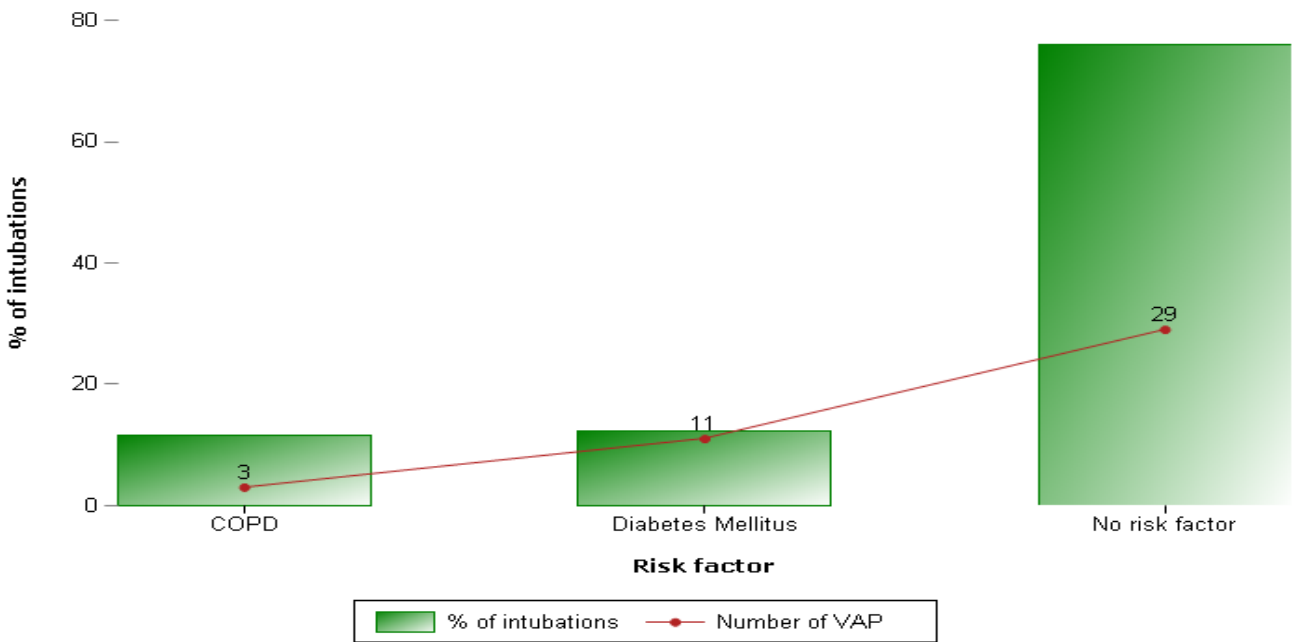 80
60
40
20
0
% of intubations
3
11
29
COPD Diabetes Mellitus No risk factor
Risk factor
% of intubations Number of VAP